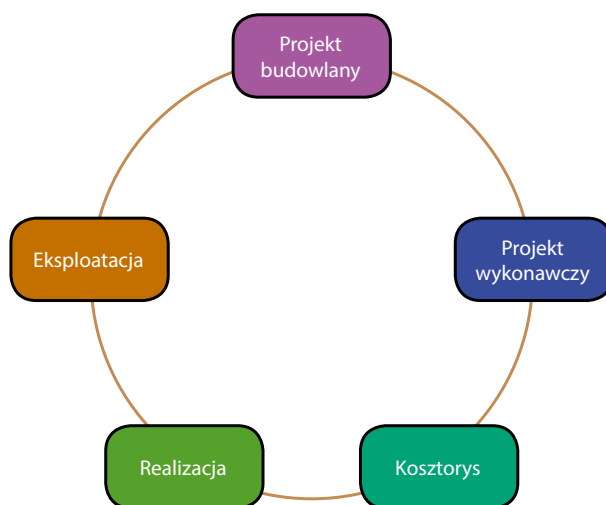 Projekt
budowlany
Projekt
wykonawczy
Kosztorys
Realizacja
Eksploatacja